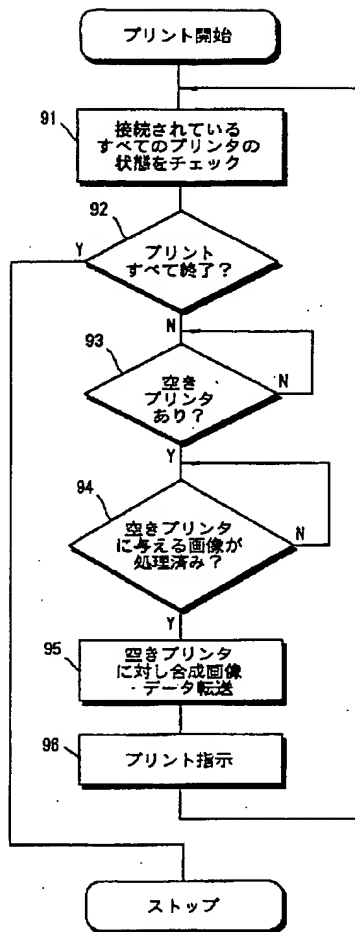 プリント開始
91
接続されている
すべてのプリンタの
状態をチェック
92
Y
プリント
すべて終了?
N
93
空き
プリンタ
あり?
N
Y
94
空きプリンタ
に与える画像が
処理済み?
N
Y
95
空きプリンタ
に対し合成画像
データ転送
96
プリント指示
ストップ